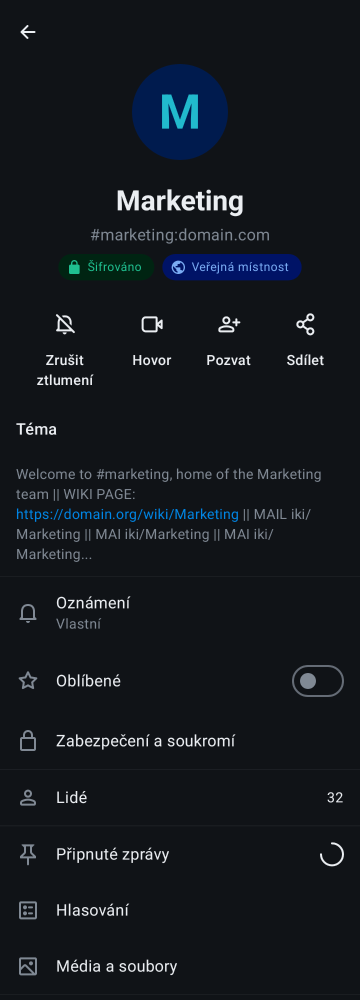 M
Marketing
#marketing:domain.com
Šifrováno
Veřejná místnost
Zrušit
ztlumení
Hovor
Pozvat
Sdílet
Téma
Welcome to #marketing, home of the Marketing
team || WIKI PAGE:
https://domain.org/wiki/Marketing || MAIL iki/
Marketing || MAI iki/Marketing || MAI iki/
Marketing...
Oznámení
Vlastní
Oblíbené
Zabezpečení a soukromí
Lidé
32
Připnuté zprávy
Hlasování
Média a soubory